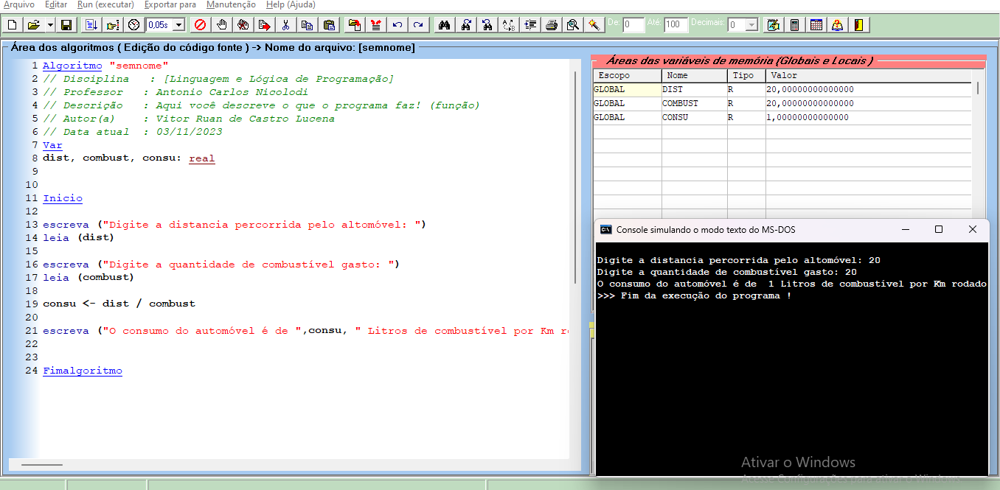 Arquivo Editar Run (executar) Exportar para Manutenção Help (Ajuda)
0,05s De: 0 Até: 100 Decimais: 0
Área dos algoritmos ( Edição do código fonte ) -> Nome do arquivo: [semnome]
1 Algoritmo "semnome"
2 // Disciplina : [Linguagem e Lógica de Programação]
3 // Professor : Antonio Carlos Nicolodi
4 // Descrição : Aqui você descreve o que o programa faz! (função)
5 // Autor(a) : Vitor Ruan de Castro Lucena
6 // Data atual : 03/11/2023
7 Var
8 dist, combust, consu: real
9
10
11 Inicio
12
13 escreva ("Digite a distancia percorrida pelo altomóvel: ")
14 leia (dist)
15
16 escreva ("Digite a quantidade de combustível gasto: ")
17 leia (combust)
18
19 consu <- dist / combust
20
21 escreva ("O consumo do automóvel é de ",consu, " Litros de combustível por Km ro
22
23
24 Fimalgoritmo
Áreas das variáveis de memória (Globais e Locais )
Escopo Nome Tipo Valor
GLOBAL DIST R 20,00000000000000
GLOBAL COMBUST R 20,00000000000000
GLOBAL CONSU R 1,00000000000000
Console simulando o modo texto do MS-DOS
Digite a distancia percorrida pelo altomóvel: 20
Digite a quantidade de combustível gasto: 20
O consumo do automóvel é de  1 Litros de combustível por Km rodado
>>> Fim da execução do programa !
Ativar o Windows
Acesse Configurações para ativar o Windows.